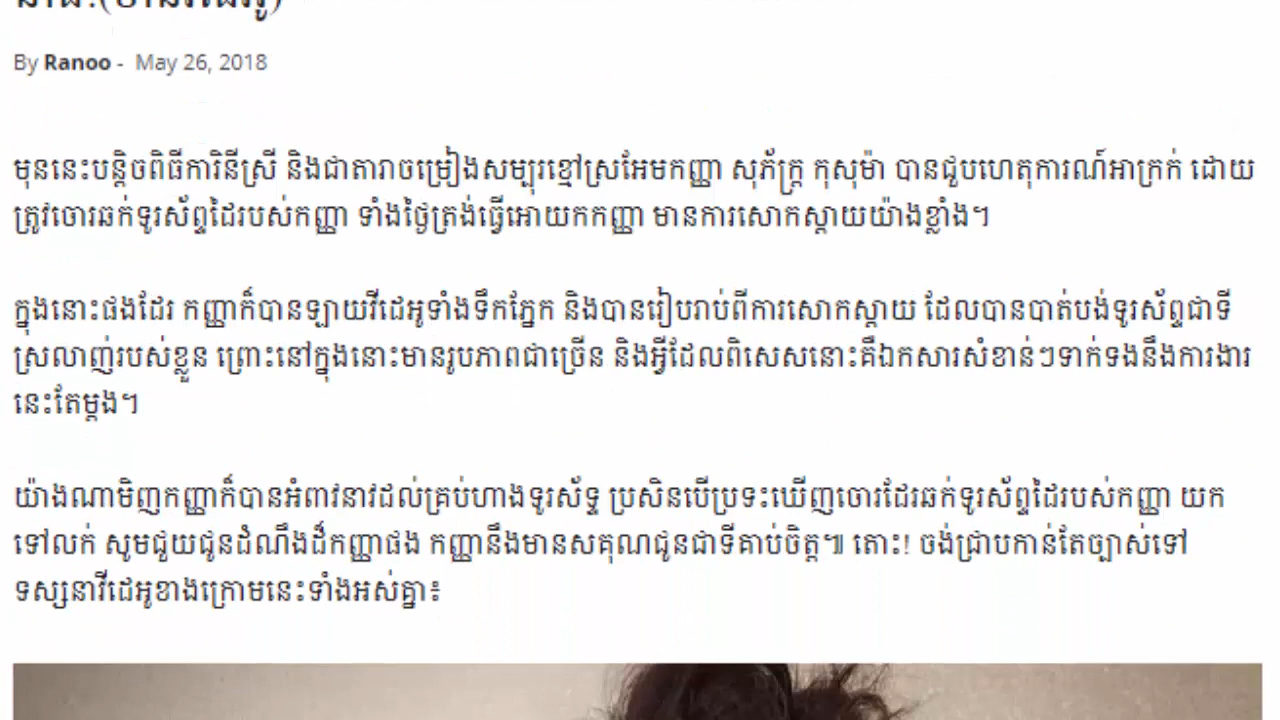 By Ranoo - May 26, 2018
មុននេះបន្តិចពិធីការិនីស្រី និងជាតារាចម្រៀងសម្បុរខ្មៅស្រអែមកញ្ញា សុភ័ក្ត្រ កុសុម៉ា បានជួបហេតុការណ៍អាក្រក់ ដោយ
ត្រូវចោរឆក់ទូរស័ព្ទដៃរបស់កញ្ញា ទាំងថ្ងៃត្រង់ធ្វើអោយកកញ្ញា មានការសោកស្តាយយ៉ាងខ្លាំង។
ក្នុងនោះផងដែរ កញ្ញាក៏បានឡាយវីដេអូទាំងទឹកភ្នែក និងបានរៀបរាប់ពីការសោកស្តាយ ដែលបានបាត់បង់ទូរស័ព្ទជាទី
ស្រលាញ់របស់ខ្លួន ព្រោះនៅក្នុងនោះមានរូបភាពជាច្រើន និងអ្វីដែលពិសេសនោះគឺឯកសារសំខាន់ៗទាក់ទងនឹងការងារ
នេះតែម្តង។
យ៉ាងណាមិញកញ្ញាក៏បានអំពាវនាវដល់គ្រប់ហាងទូរស័ទ្ទ ប្រសិនបើប្រទះឃើញចោរដែរឆក់ទូរស័ព្ទដៃរបស់កញ្ញា យក
ទៅលក់ សូមជួយជូនដំណឹងដ៏កញ្ញាផង កញ្ញានឹងមានសគុណជូនជាទីគាប់ចិត្ត៕ តោះ! ចង់ជ្រាបកាន់តែច្បាស់ទៅ
ទស្សនាវីដេអូខាងក្រោមនេះទាំងអស់គ្នា៖